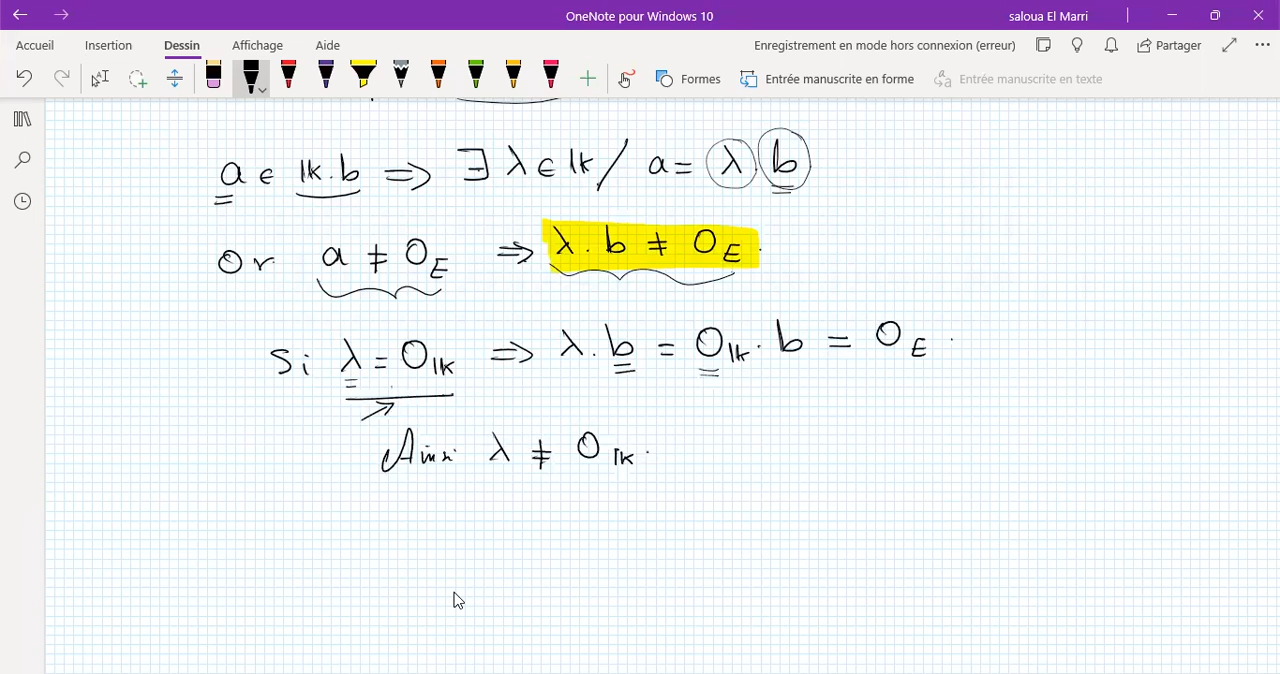 OneNote pour Windows 10
saloua El Marri
Accueil Insertion Dessin Affichage Aide
Enregistrement en mode hors connexion (erreur)
Partager
Formes
Entrée manuscrite en forme
Entrée manuscrite en texte
a ∈ 𝕂.b ⟹ ∃ λ ∈ 𝕂 / a = λ.b
Or a ≠ 0_E ⟹ λ.b ≠ 0_E.
Si λ = 0_𝕂 ⟹ λ.b = 0_𝕂.b = 0_E.
Ainsi λ ≠ 0_𝕂.